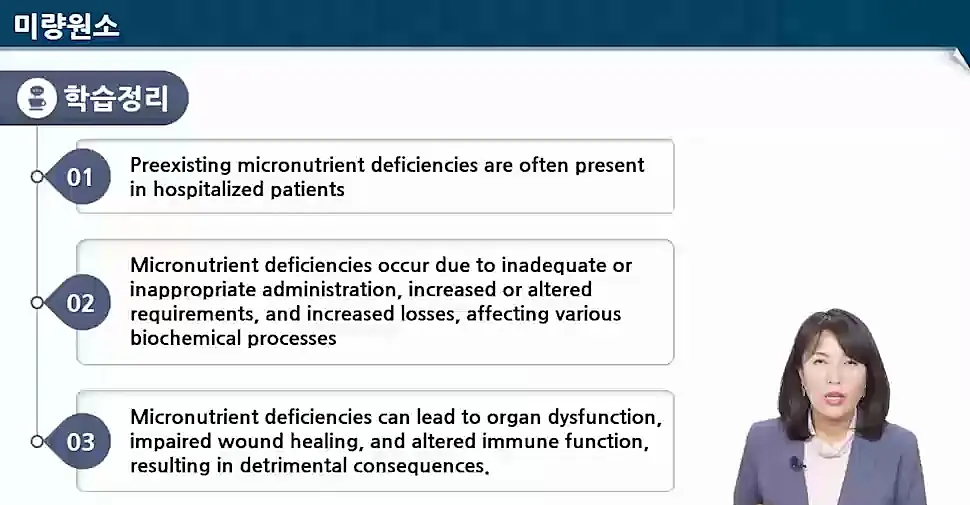 미량원소
학습정리
01
Preexisting micronutrient deficiencies are often present
in hospitalized patients
02
Micronutrient deficiencies occur due to inadequate or
inappropriate administration, increased or altered
requirements, and increased losses, affecting various
biochemical processes
03
Micronutrient deficiencies can lead to organ dysfunction,
impaired wound healing, and altered immune function,
resulting in detrimental consequences.